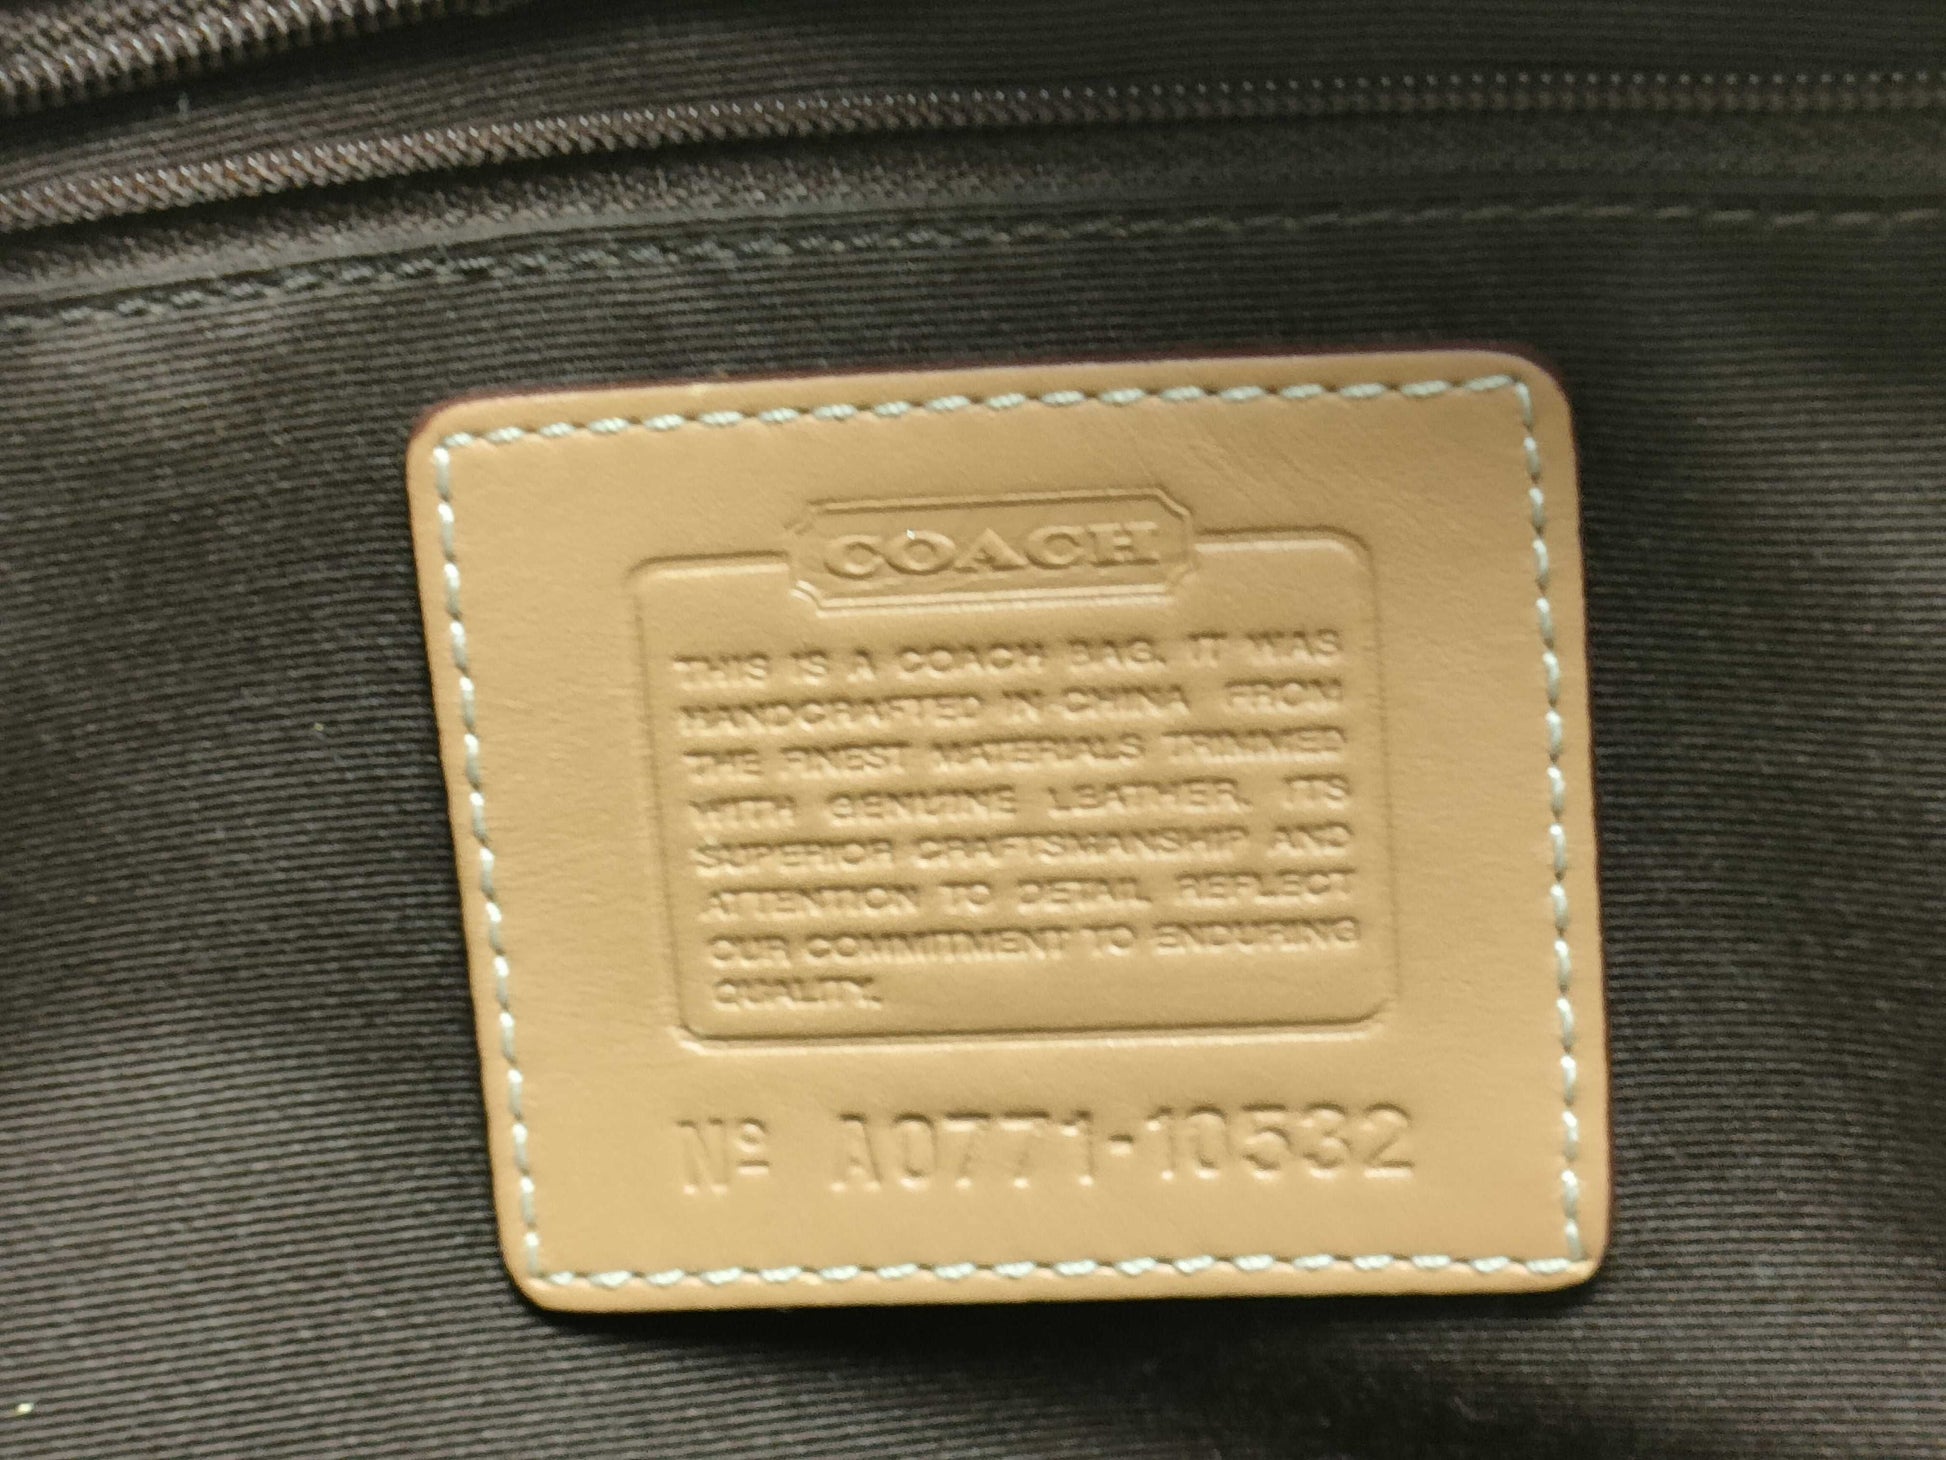 COACH
THIS IS A COACH BAG. IT WAS
HANDCRAFTED IN CHINA FROM
THE FINEST MATERIALS TRIMMED
WITH GENUINE LEATHER. ITS
SUPERIOR CRAFTSMANSHIP AND
ATTENTION TO DETAIL REFLECT
OUR COMMITMENT TO ENDURING
QUALITY.
Nº A0771-10532